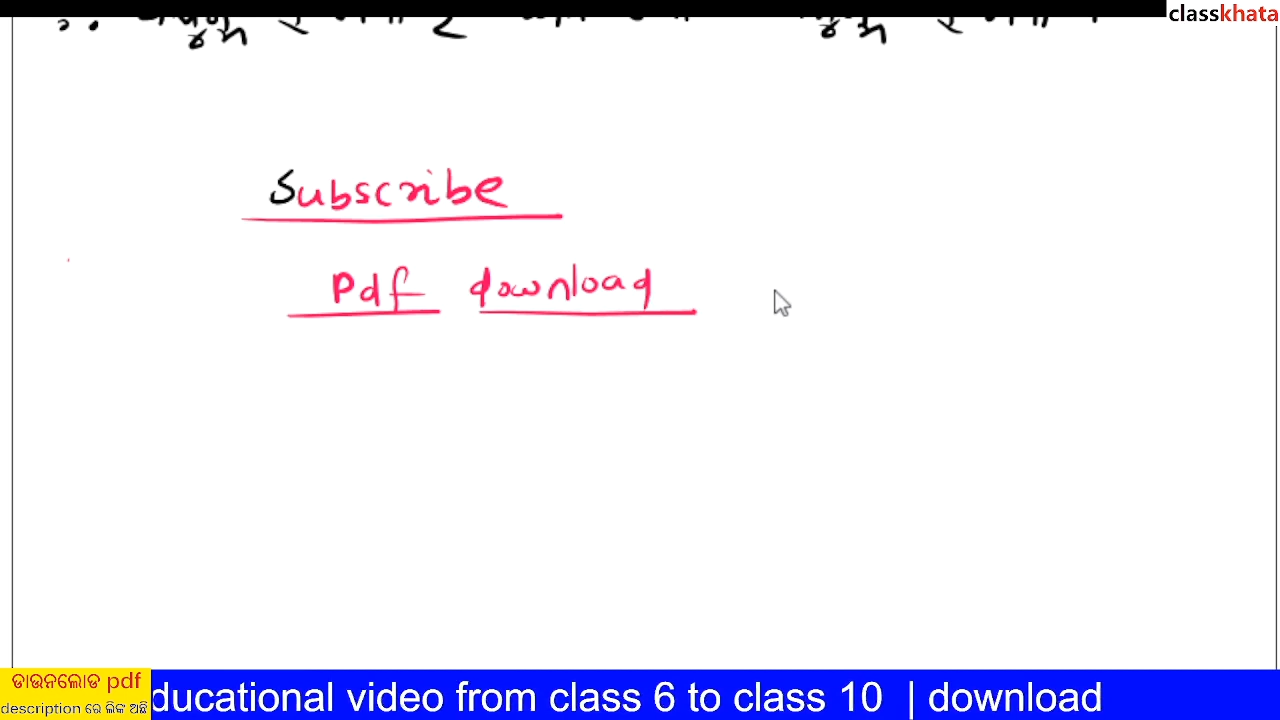 classkhata
Subscribe
Pdf download
ଡାଉନଲୋଡ pdf
description ରେ ଲିଙ୍କ ଅଛି
ducational video from class 6 to class 10 | download